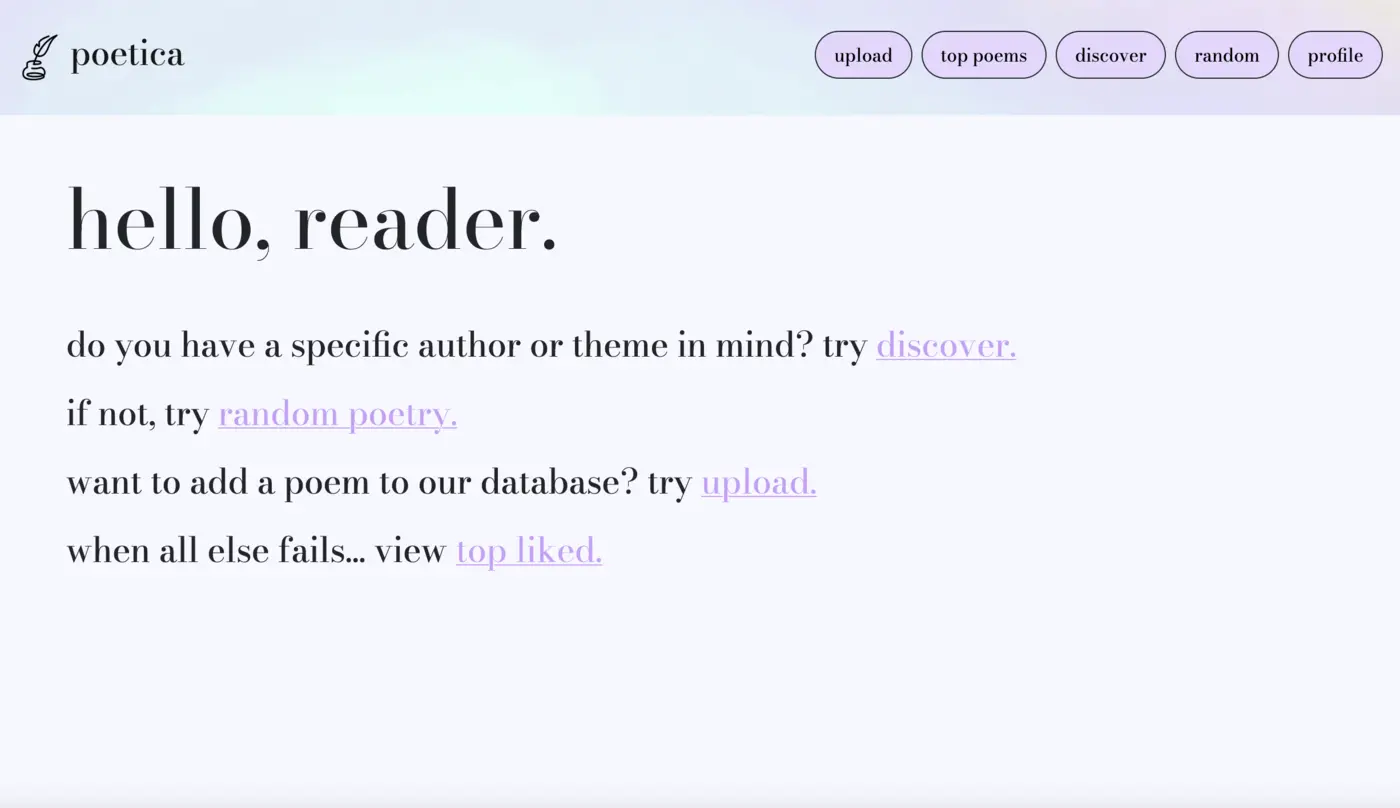 poetica
upload
top poems
discover
random
profile
hello, reader.
do you have a specific author or theme in mind? try discover.
if not, try random poetry.
want to add a poem to our database? try upload.
when all else fails... view top liked.